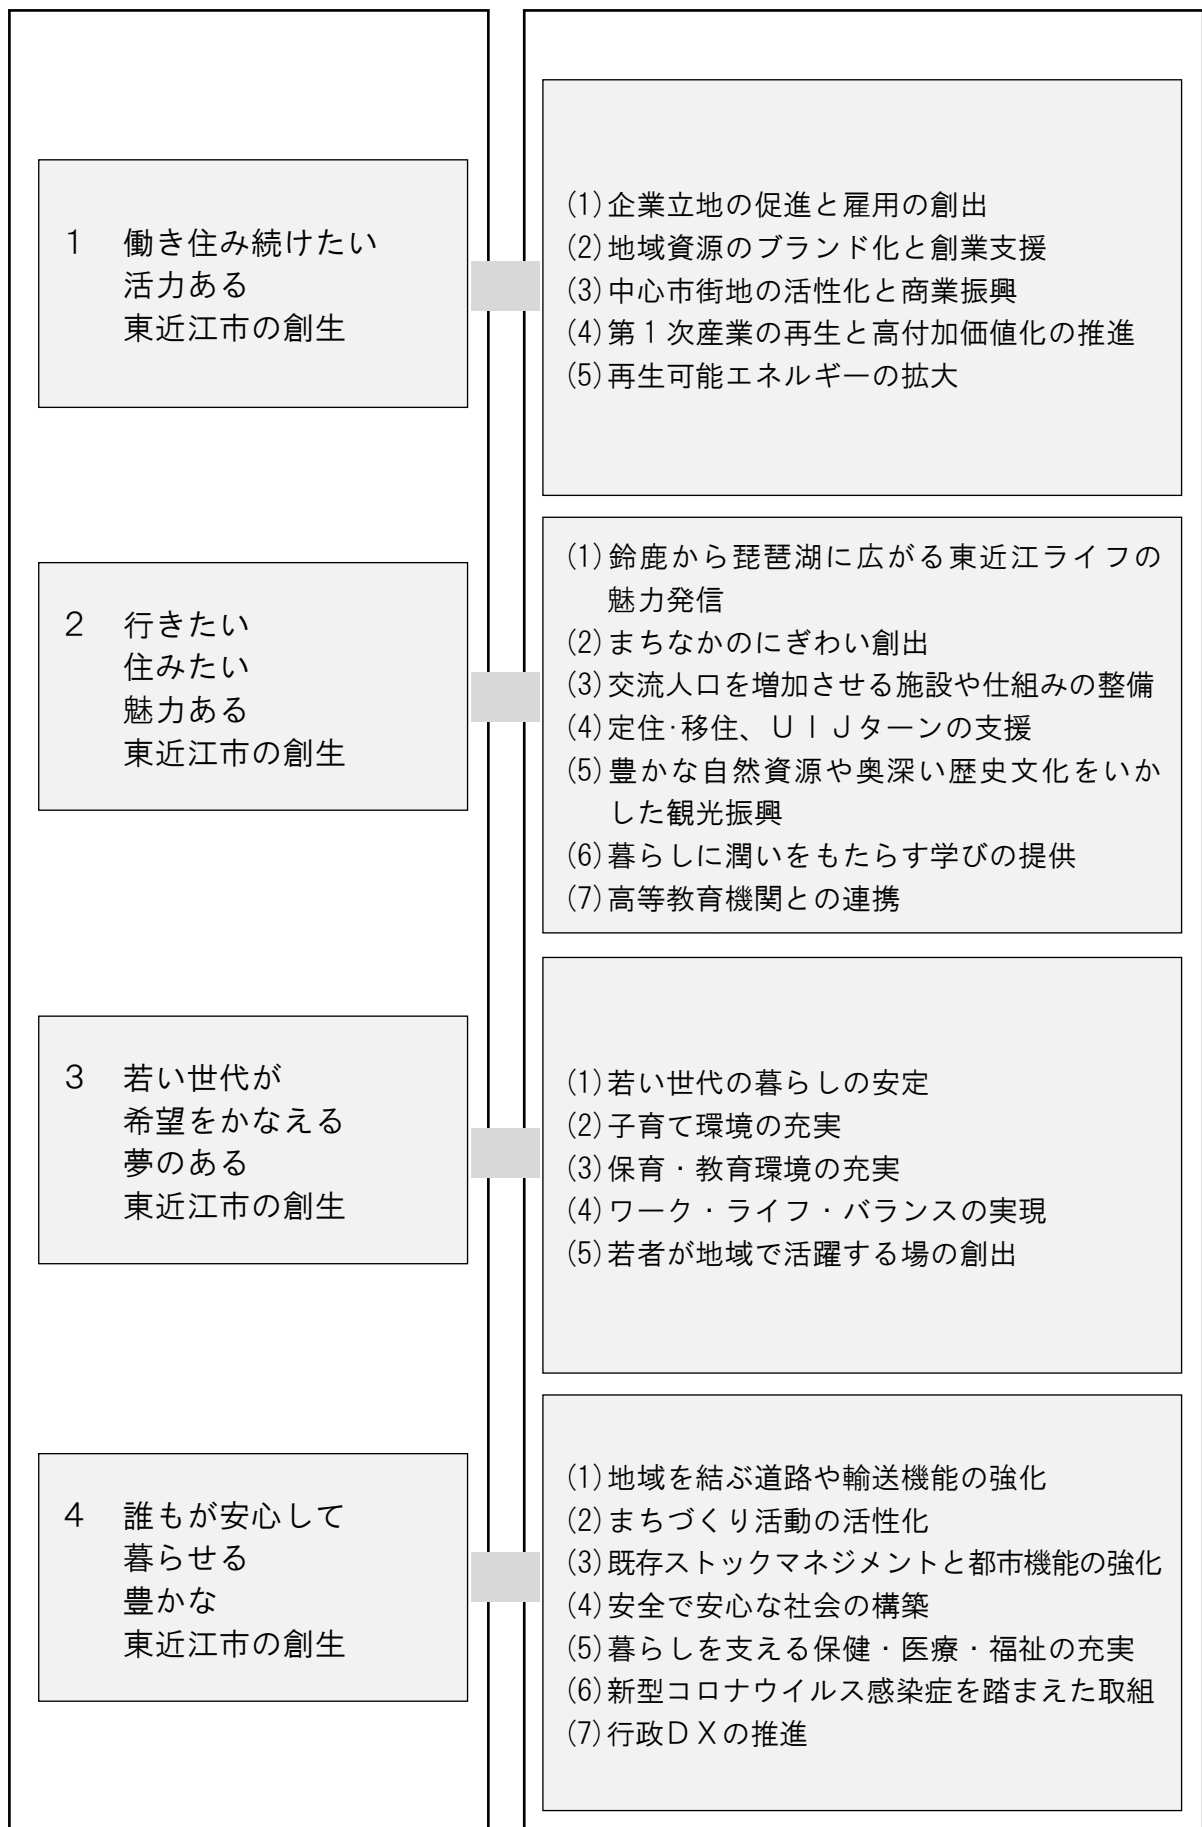 1 働き住み続けたい
活力ある
東近江市の創生
(1)企業立地の促進と雇用の創出
(2)地域資源のブランド化と創業支援
(3)中心市街地の活性化と商業振興
(4)第1次産業の再生と高付加価値化の推進
(5)再生可能エネルギーの拡大
2 行きたい
住みたい
魅力ある
東近江市の創生
(1)鈴鹿から琵琶湖に広がる東近江ライフの
魅力発信
(2)まちなかのにぎわい創出
(3)交流人口を増加させる施設や仕組みの整備
(4)定住･移住、UIJターンの支援
(5)豊かな自然資源や奥深い歴史文化をいか
した観光振興
(6)暮らしに潤いをもたらす学びの提供
(7)高等教育機関との連携
3 若い世代が
希望をかなえる
夢のある
東近江市の創生
(1)若い世代の暮らしの安定
(2)子育て環境の充実
(3)保育・教育環境の充実
(4)ワーク・ライフ・バランスの実現
(5)若者が地域で活躍する場の創出
4 誰もが安心して
暮らせる
豊かな
東近江市の創生
(1)地域を結ぶ道路や輸送機能の強化
(2)まちづくり活動の活性化
(3)既存ストックマネジメントと都市機能の強化
(4)安全で安心な社会の構築
(5)暮らしを支える保健・医療・福祉の充実
(6)新型コロナウイルス感染症を踏まえた取組
(7)行政DXの推進